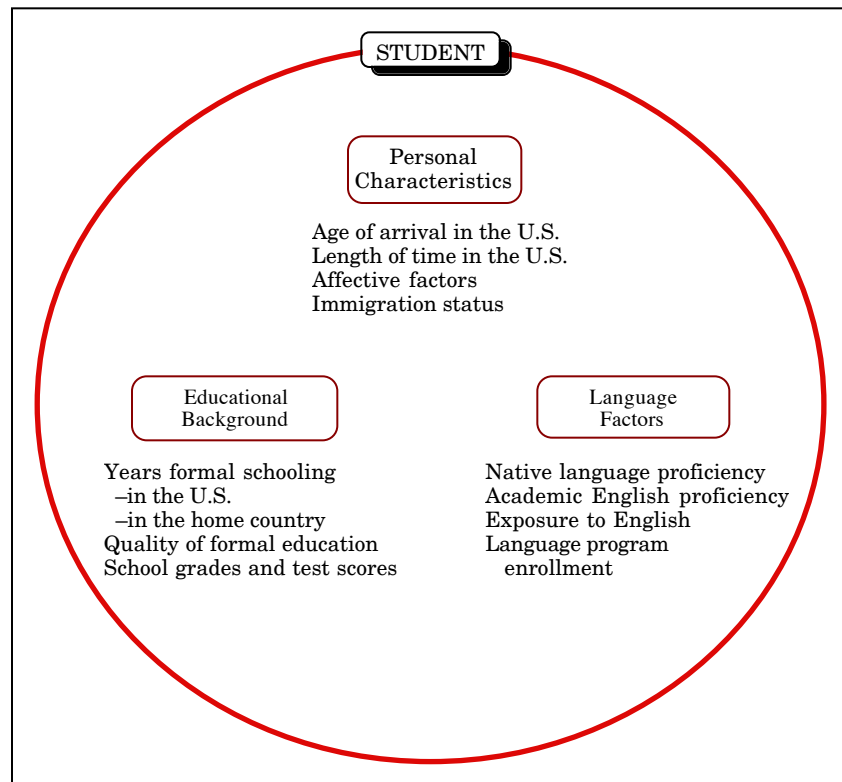 STUDENT
Personal
Characteristics
Age of arrival in the U.S.
Length of time in the U.S.
Affective factors
Immigration status
Educational
Background
Years formal schooling
–in the U.S.
–in the home country
Quality of formal education
School grades and test scores
Language
Factors
Native language proficiency
Academic English proficiency
Exposure to English
Language program
enrollment